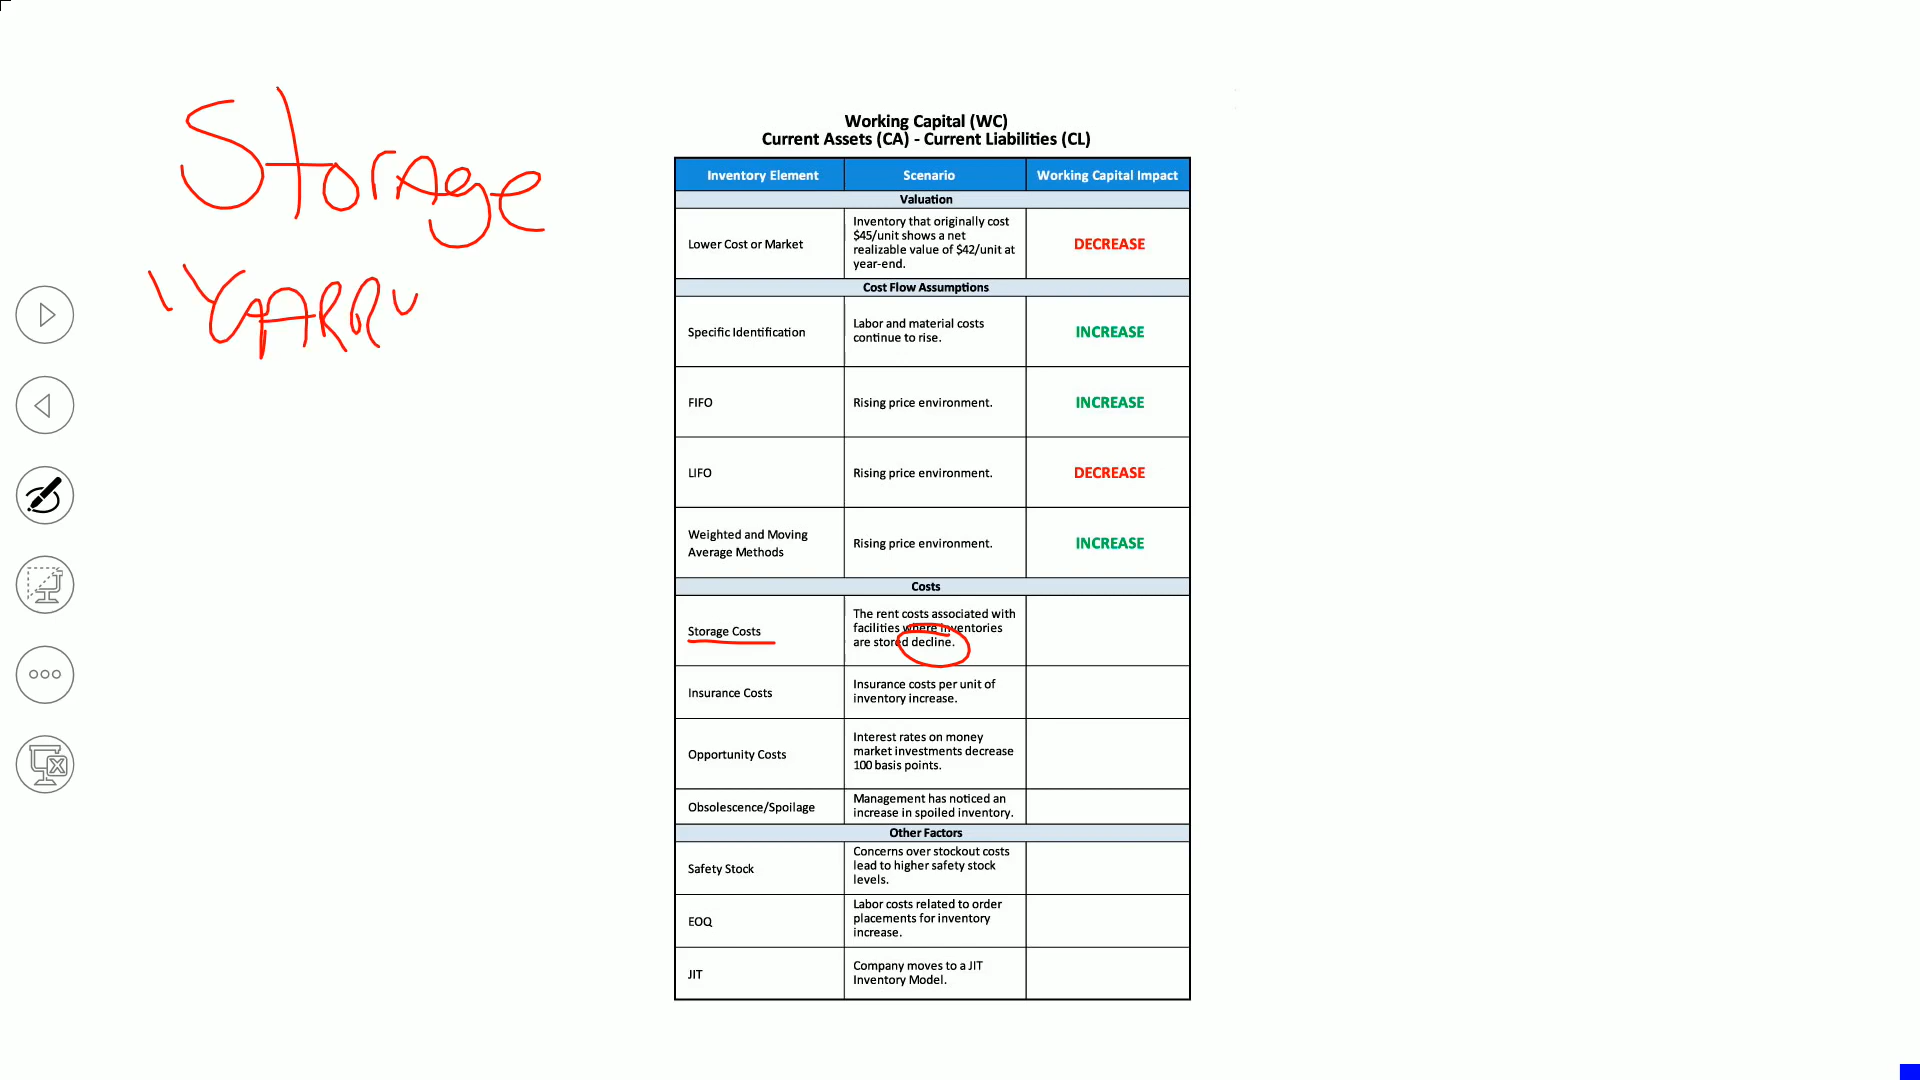 Storage
"CARRY
Working Capital (WC)
Current Assets (CA) - Current Liabilities (CL)
Inventory Element Scenario Working Capital Impact
Valuation
Lower Cost or Market
Inventory that originally cost
$45/unit shows a net
realizable value of $42/unit at
year-end.
DECREASE
Cost Flow Assumptions
Specific Identification
Labor and material costs
continue to rise.
INCREASE
FIFO Rising price environment. INCREASE
LIFO Rising price environment. DECREASE
Weighted and Moving
Average Methods
Rising price environment. INCREASE
Costs
Storage Costs
The rent costs associated with
facilities where inventories
are stored decline.
Insurance Costs
Insurance costs per unit of
inventory increase.
Opportunity Costs
Interest rates on money
market investments decrease
100 basis points.
Obsolescence/Spoilage
Management has noticed an
increase in spoiled inventory.
Other Factors
Safety Stock
Concerns over stockout costs
lead to higher safety stock
levels.
EOQ
Labor costs related to order
placements for inventory
increase.
JIT
Company moves to a JIT
Inventory Model.